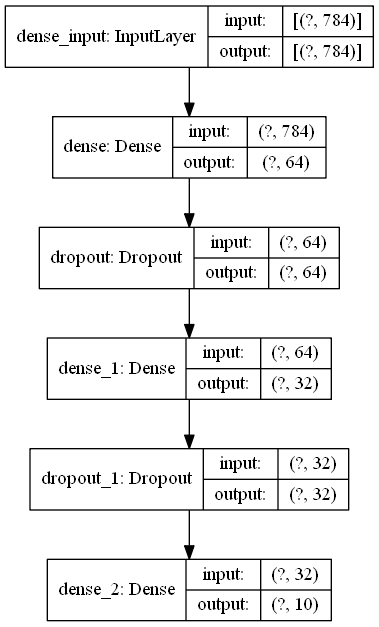 dense_input: InputLayer
input: [(?, 784)]
output: [(?, 784)]
dense: Dense
input: (?, 784)
output: (?, 64)
dropout: Dropout
input: (?, 64)
output: (?, 64)
dense_1: Dense
input: (?, 64)
output: (?, 32)
dropout_1: Dropout
input: (?, 32)
output: (?, 32)
dense_2: Dense
input: (?, 32)
output: (?, 10)